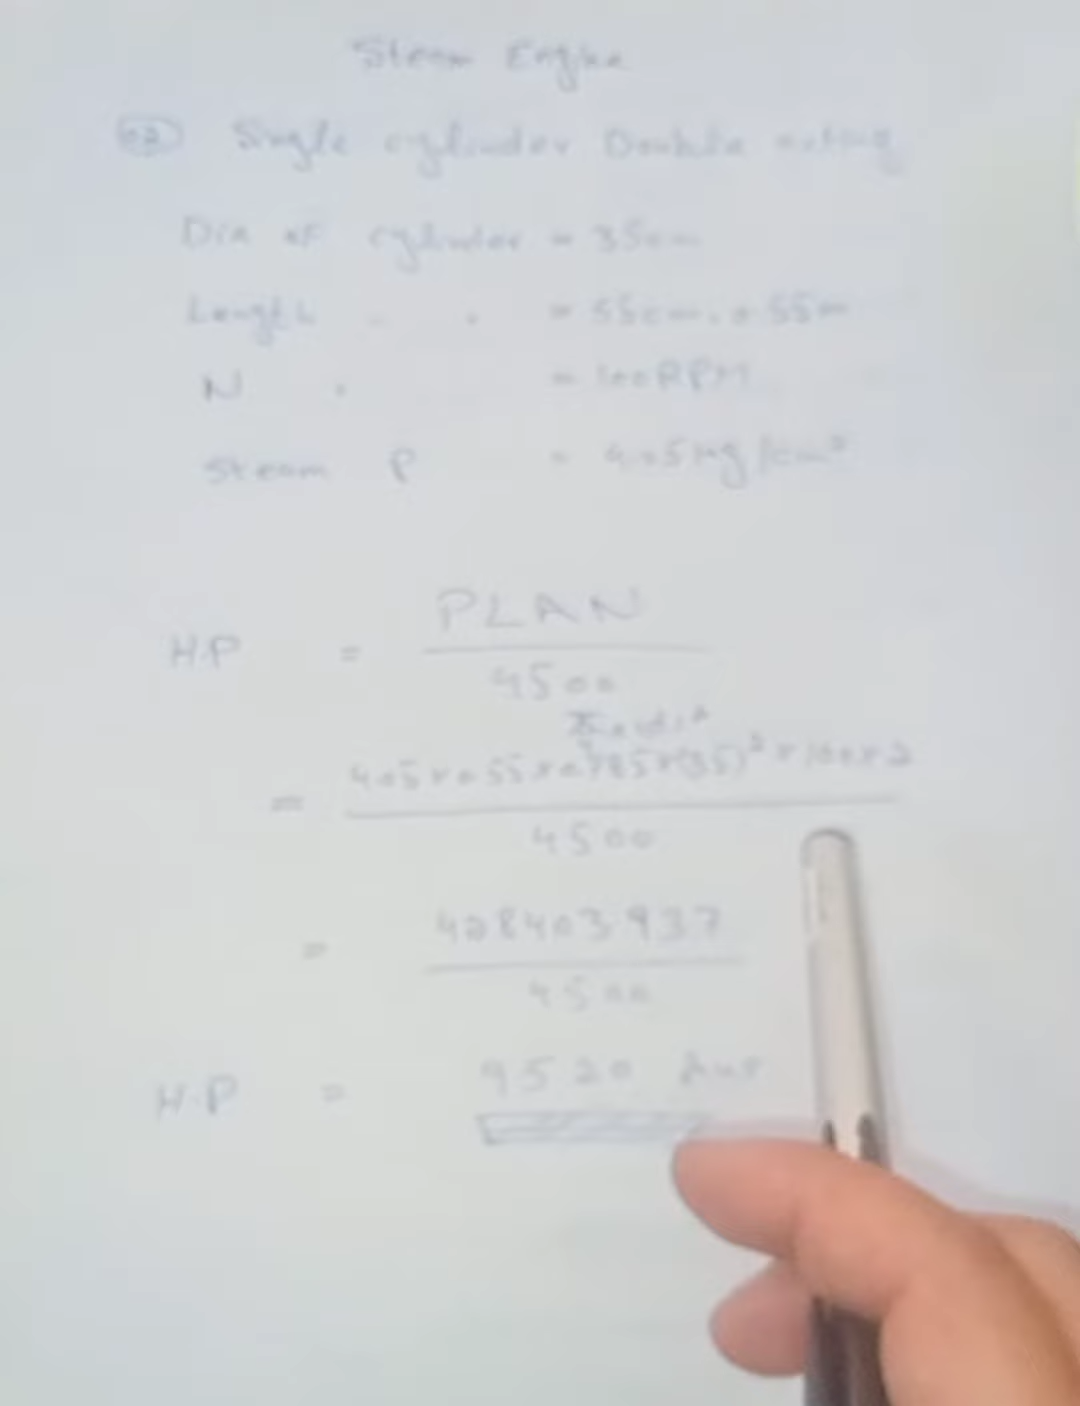 Steam Engine
Single cylinder Double acting
Dia of cylinder = 35cm
Length " " = 55cm. 0.55m
N " = 100 RPM
Steam P = 4.05 Kg/cm²
H.P = PLAN
4500
= 4.05 x 0.55 x 0.785 x (35)² x 100 x 2
4500
= 428403.937
4500
H.P = 95.20